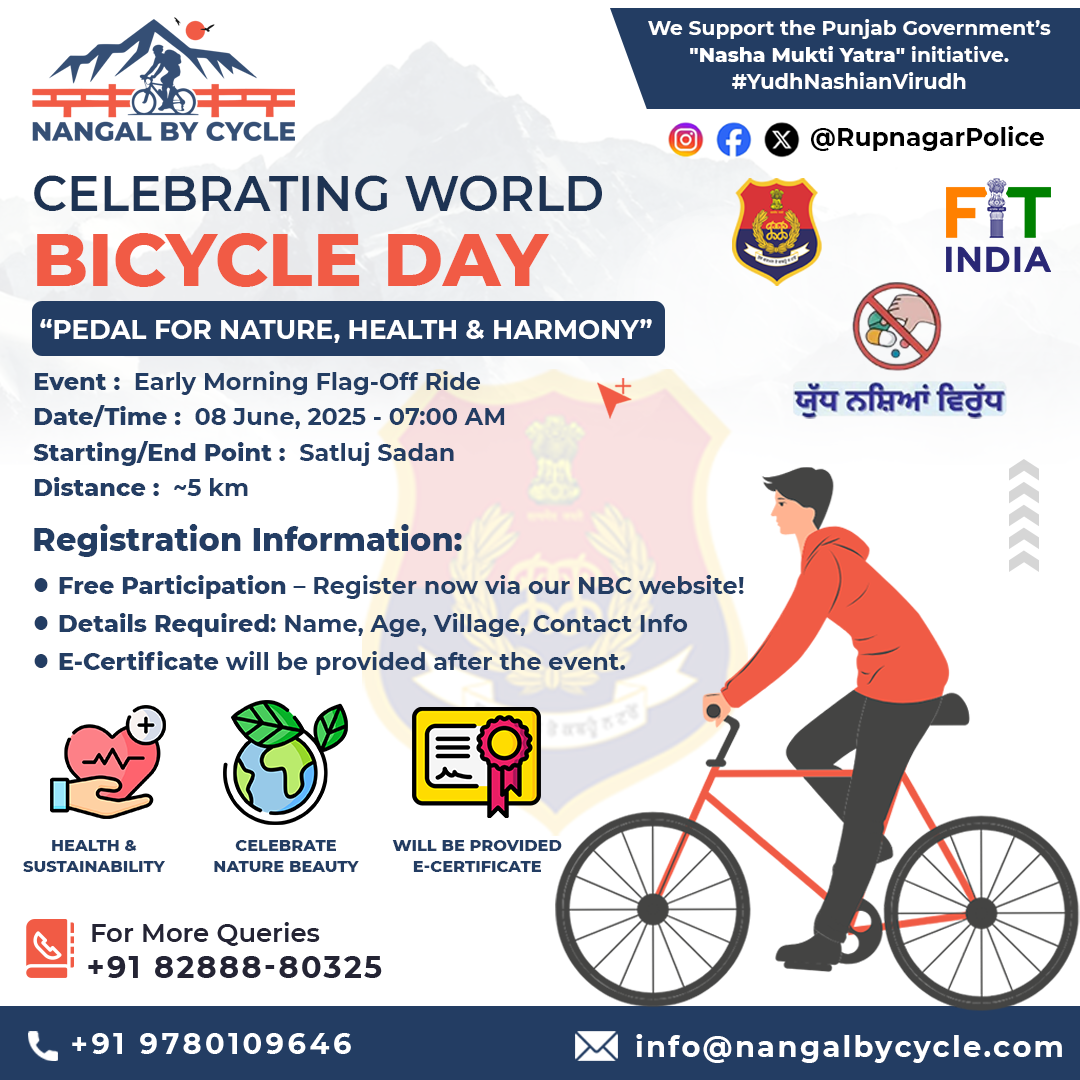 We Support the Punjab Government's
"Nasha Mukti Yatra" initiative.
#YudhNashianVirudh
NANGAL BY CYCLE
@RupnagarPolice
CELEBRATING WORLD
BICYCLE DAY
FIT
INDIA
“PEDAL FOR NATURE, HEALTH & HARMONY”
ਯੁੱਧ ਨਸ਼ਿਆਂ ਵਿਰੁੱਧ
Event : Early Morning Flag-Off Ride
Date/Time : 08 June, 2025 - 07:00 AM
Starting/End Point : Satluj Sadan
Distance : ~5 km
Registration Information:
• Free Participation – Register now via our NBC website!
• Details Required: Name, Age, Village, Contact Info
• E-Certificate will be provided after the event.
HEALTH &
SUSTAINABILITY
CELEBRATE
NATURE BEAUTY
WILL BE PROVIDED
E-CERTIFICATE
For More Queries
+91 82888-80325
+91 9780109646
info@nangalbycycle.com